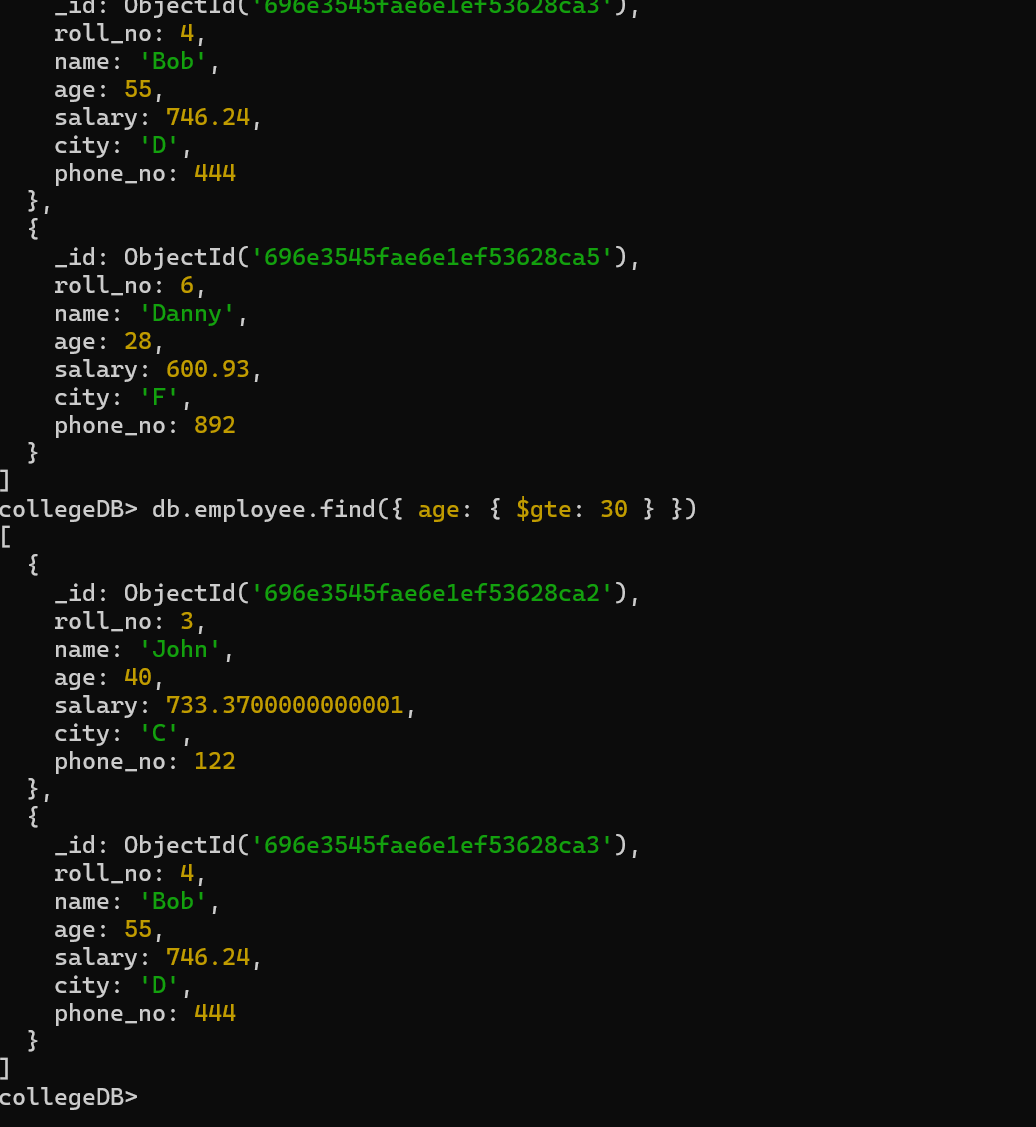 _id: ObjectId('696e3545fae6e1ef53628ca3'),
roll_no: 4,
name: 'Bob',
age: 55,
salary: 746.24,
city: 'D',
phone_no: 444
},
{
_id: ObjectId('696e3545fae6e1ef53628ca5'),
roll_no: 6,
name: 'Danny',
age: 28,
salary: 600.93,
city: 'F',
phone_no: 892
}
]
collegeDB> db.employee.find({ age: { $gte: 30 } })
[
{
_id: ObjectId('696e3545fae6e1ef53628ca2'),
roll_no: 3,
name: 'John',
age: 40,
salary: 733.3700000000001,
city: 'C',
phone_no: 122
},
{
_id: ObjectId('696e3545fae6e1ef53628ca3'),
roll_no: 4,
name: 'Bob',
age: 55,
salary: 746.24,
city: 'D',
phone_no: 444
}
]
collegeDB>